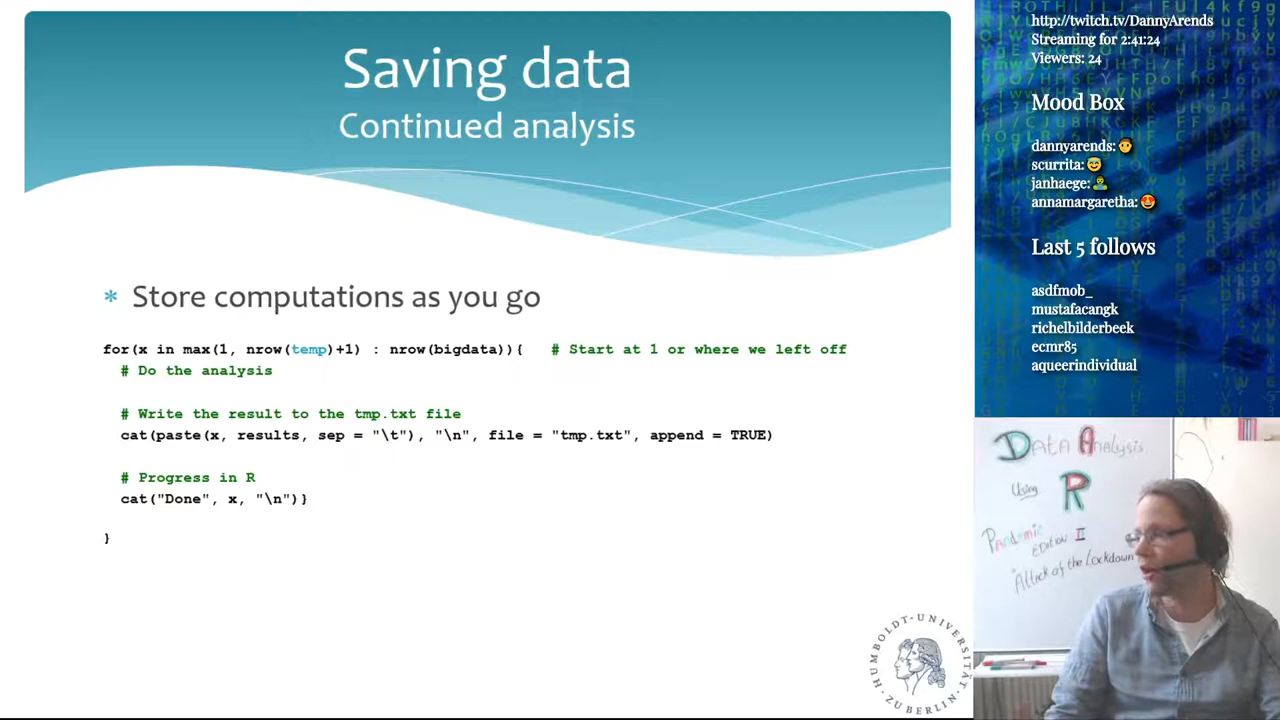 Saving data
Continued analysis
* Store computations as you go
for(x in max(1, nrow(temp)+1) : nrow(bigdata)){   # Start at 1 or where we left off
# Do the analysis
# Write the result to the tmp.txt file
cat(paste(x, results, sep = "\t"), "\n", file = "tmp.txt", append = TRUE)
# Progress in R
cat("Done", x, "\n")}
}
HUMBOLDT-UNIVERSITÄT
ZU BERLIN
http://twitch.tv/DannyArends
Streaming for 2:41:24
Viewers: 24
Mood Box
dannyarends:
scurrita:
janhaege:
annamargaretha:
Last 5 follows
asdfmob_
mustafacangk
richelbilderbeek
ecmr85
aqueerindividual
Data Analysis
Using R
Pandemic
Edition II
"Attack of the Lockdown